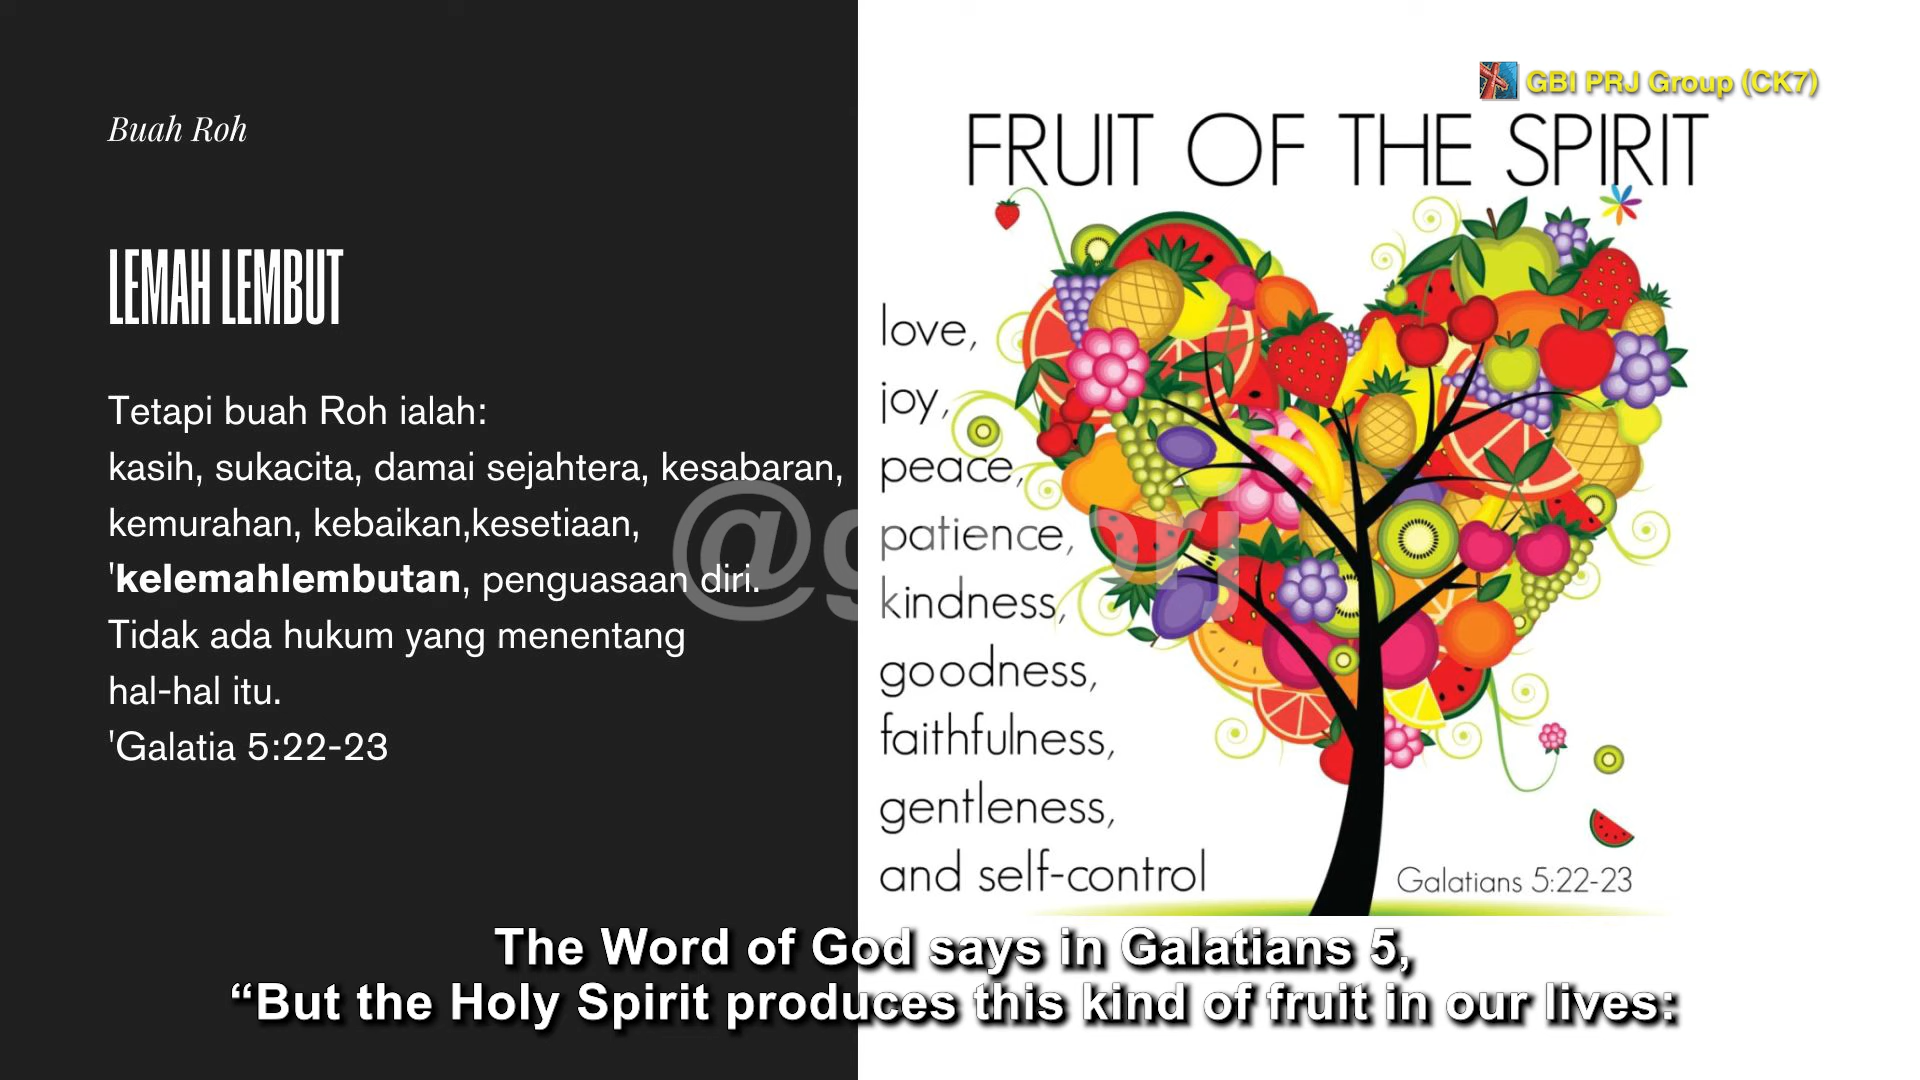 GBI PRJ Group (CK7)
Buah Roh
LEMAH LEMBUT
Tetapi buah Roh ialah:
kasih, sukacita, damai sejahtera, kesabaran,
kemurahan, kebaikan,kesetiaan,
'kelemahlembutan, penguasaan diri.
Tidak ada hukum yang menentang
hal-hal itu.
'Galatia 5:22-23
FRUIT OF THE SPIRIT
love,
joy,
peace,
patience,
kindness,
goodness,
faithfulness,
gentleness,
and self-control
Galatians 5:22-23
The Word of God says in Galatians 5,
“But the Holy Spirit produces this kind of fruit in our lives: